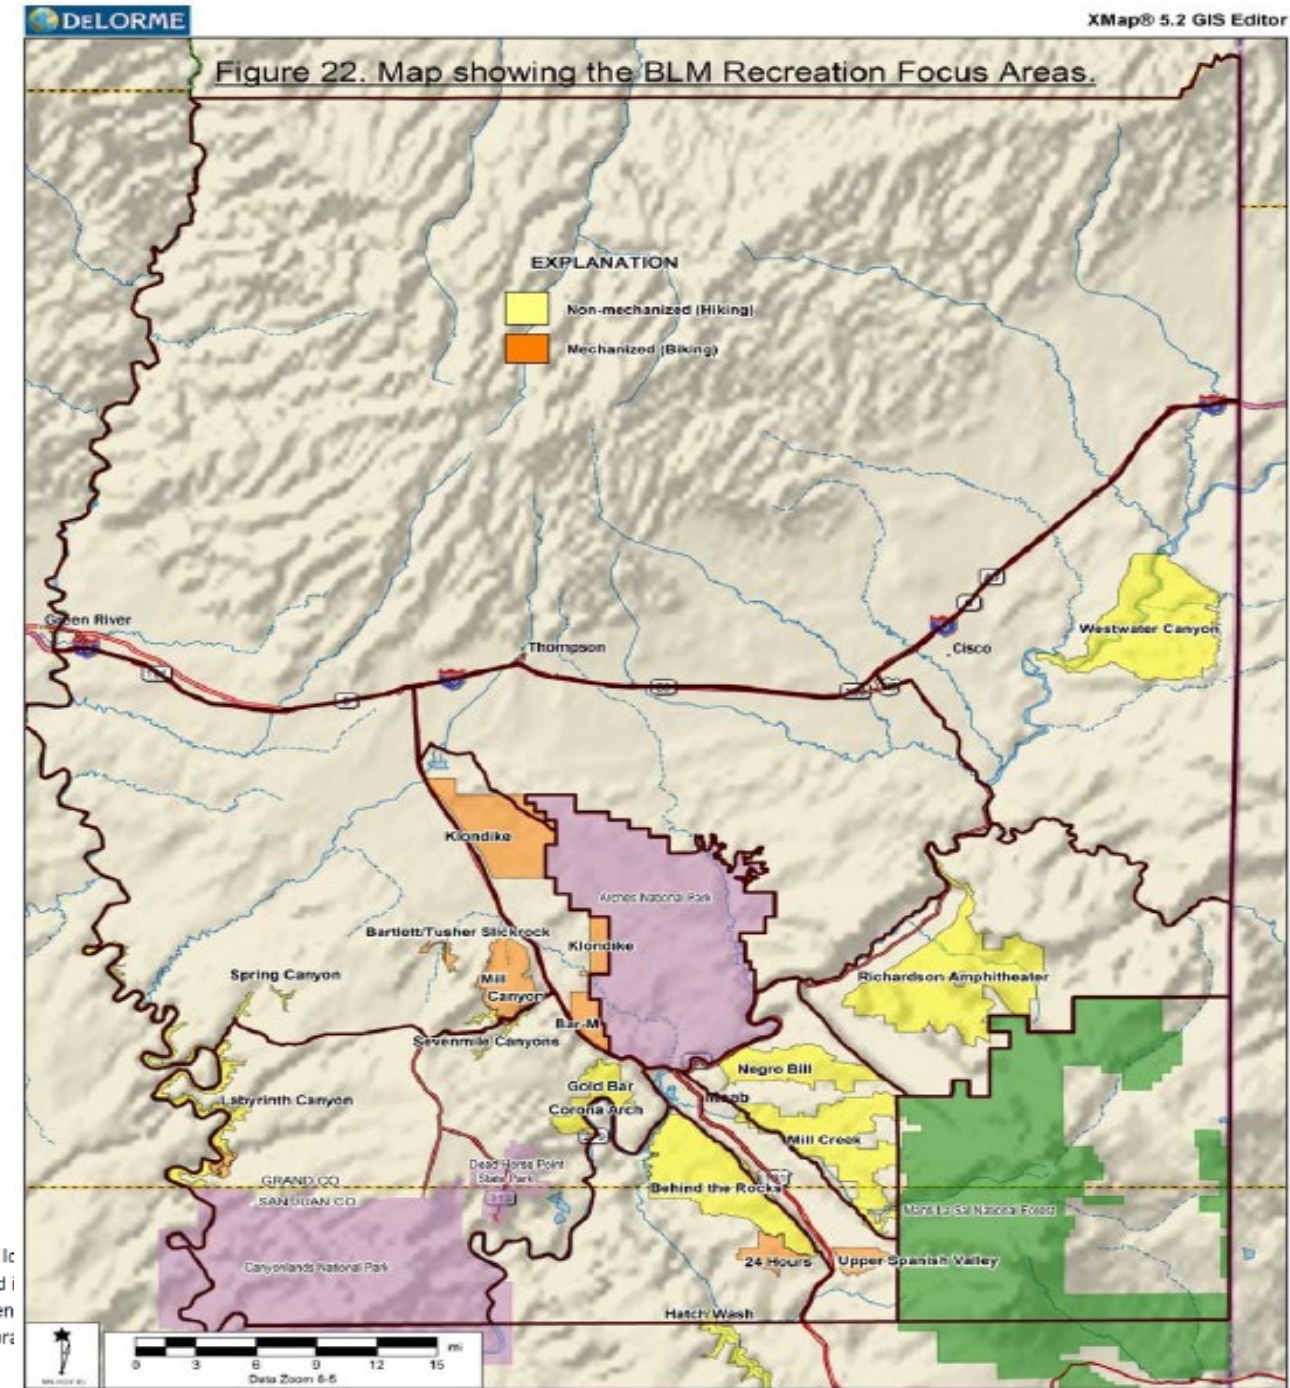 DELORME
XMap® 5.2 GIS Editor
Figure 22. Map showing the BLM Recreation Focus Areas.
EXPLANATION
Non-mechanized (Hiking)
Mechanized (Biking)
Green River
Thompson
Cisco
Westwater Canyon
Klondike
Arches National Park
Bartlett/Tusher Slickrock
Klondike
Spring Canyon
Mill
Canyon
Richardson Amphitheater
Bar-M
Sevenmile Canyons
Negro Bill
Gold Bar
Moab
Labyrinth Canyon
Corona Arch
Mill Creek
Dead Horse Point
State Park
GRAND CO
SAN JUAN CO
313
Behind the Rocks
Manti-La Sal National Forest
24 Hours
Upper Spanish Valley
Canyonlands National Park
Hatch Wash
mi
0 3 6 9 12 15
Data Zoom 8-5